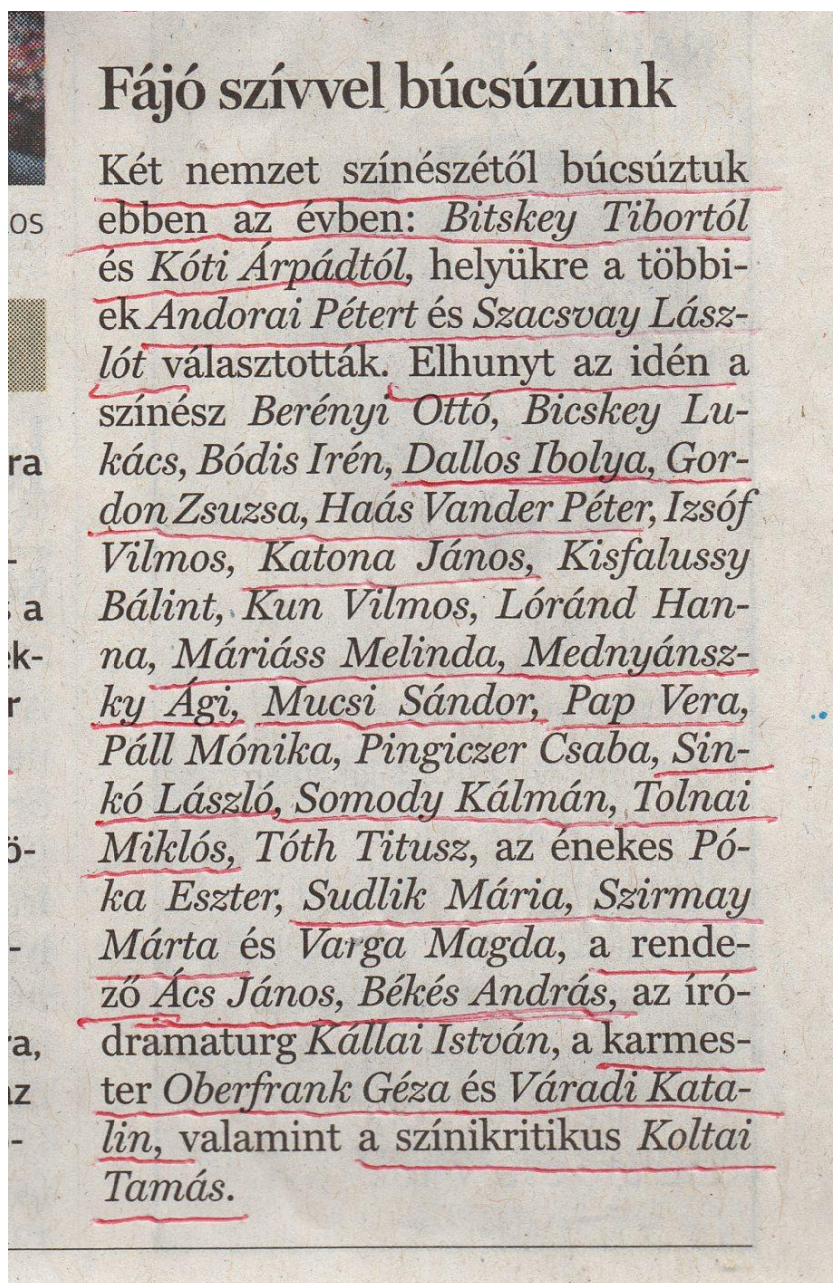 Fájó szívvel búcsúzunk
Két nemzet színészétől búcsúztuk
ebben az évben: Bitskey Tibortól
és Kóti Árpádtól, helyükre a többi-
ek Andorai Pétert és Szacsvay Lász-
lót választották. Elhunyt az idén a
színész Berényi Ottó, Bicskey Lu-
kács, Bódis Irén, Dallos Ibolya, Gor-
don Zsuzsa, Haás Vander Péter, Izsóf
Vilmos, Katona János, Kisfalussy
Bálint, Kun Vilmos, Lóránd Han-
na, Máriáss Melinda, Mednyánsz-
ky Ági, Mucsi Sándor, Pap Vera,
Páll Mónika, Pingiczer Csaba, Sin-
kó László, Somody Kálmán, Tolnai
Miklós, Tóth Titusz, az énekes Pó-
ka Eszter, Sudlik Mária, Szirmay
Márta és Varga Magda, a rende-
ző Ács János, Békés András, az író-
dramaturg Kállai István, a karmes-
ter Oberfrank Géza és Váradi Kata-
lin, valamint a színikritikus Koltai
Tamás.
os
ra
-
a
k-
r
ö-
-
a,
az
-